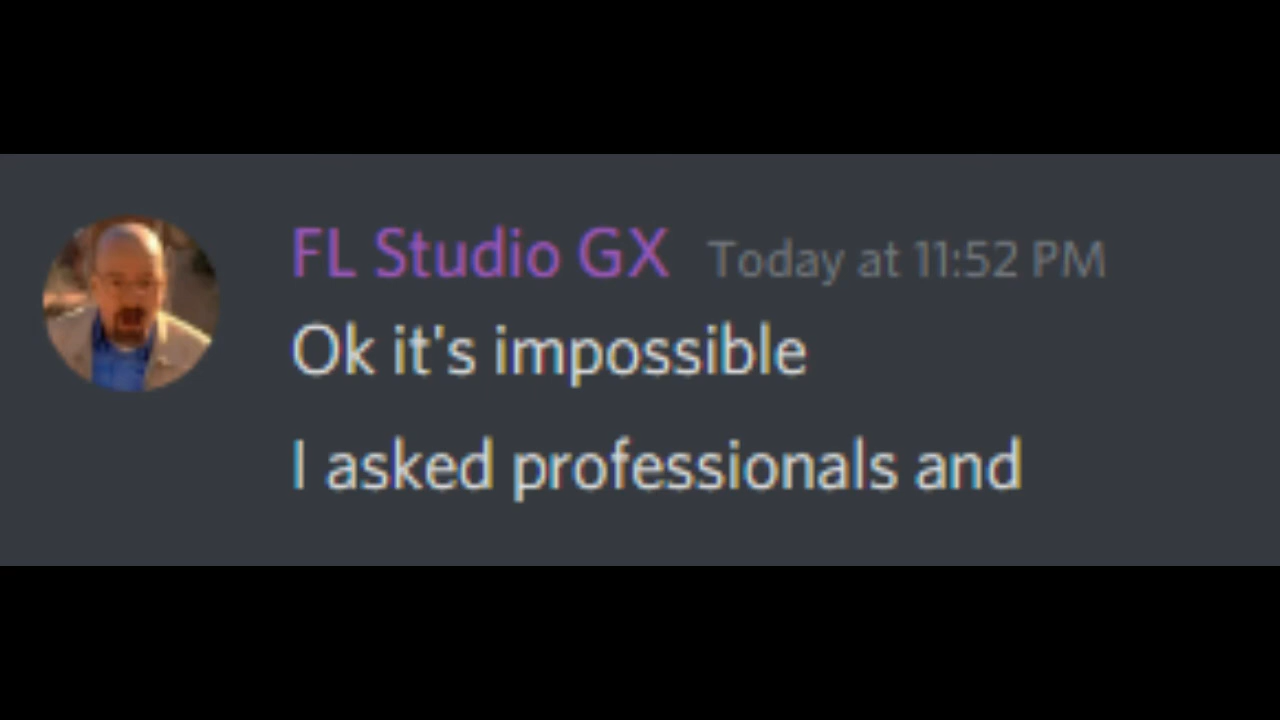 FL Studio GX Today at 11:52 PM
Ok it's impossible
I asked professionals and